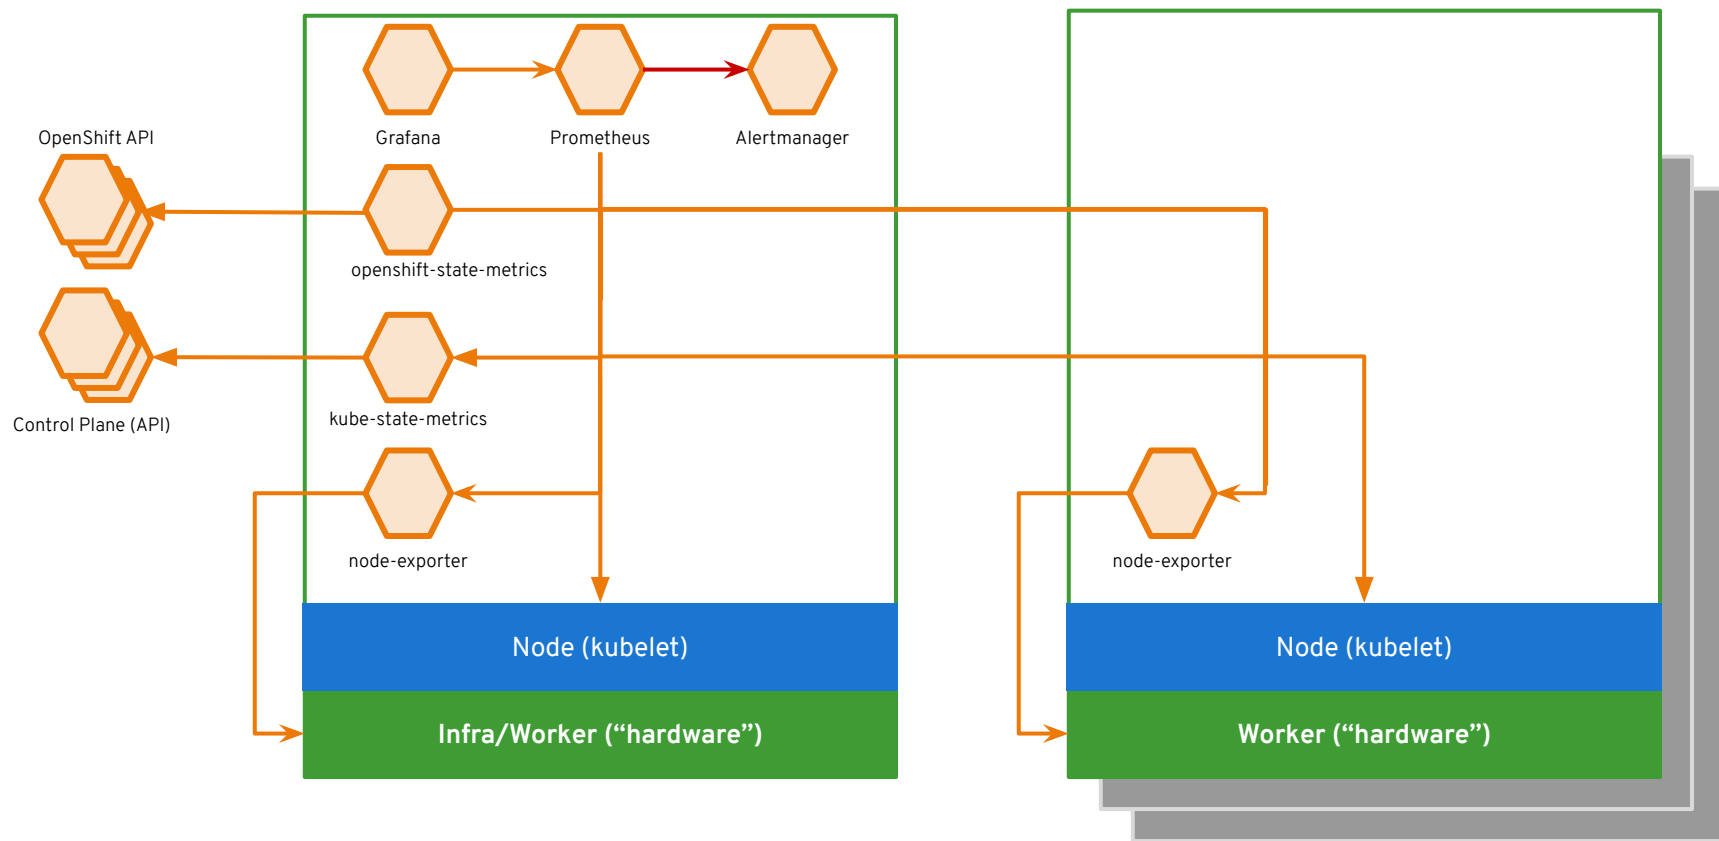 Grafana
Prometheus
Alertmanager
OpenShift API
openshift-state-metrics
kube-state-metrics
Control Plane (API)
node-exporter
node-exporter
Node (kubelet)
Node (kubelet)
Infra/Worker (“hardware”)
Worker (“hardware”)